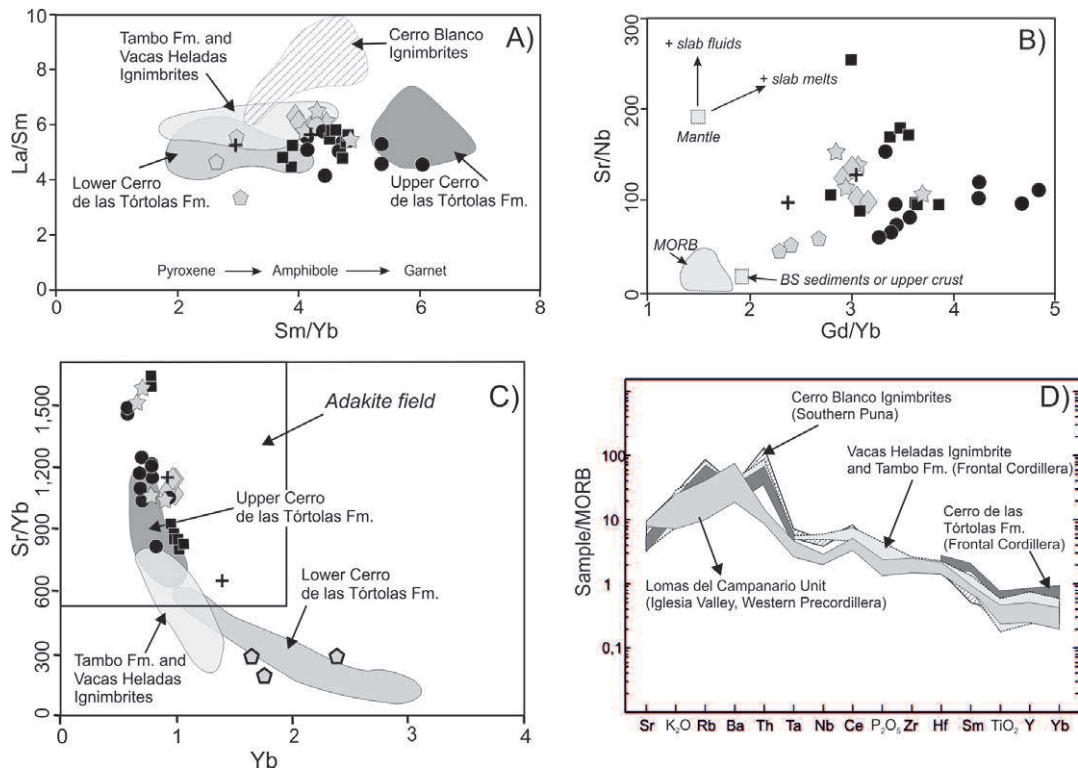 A)
10
8
6
4
2
0
La/Sm
Tambo Fm. and
Vacas Heladas
Ignimbrites
Cerro Blanco
Ignimbrites
Lower Cerro
de las Tórtolas Fm.
Upper Cerro
de las Tórtolas Fm.
Pyroxene
Amphibole
Garnet
0
2
4
6
8
Sm/Yb
B)
300
200
100
0
Sr/Nb
+ slab fluids
+ slab melts
Mantle
MORB
BS sediments or upper crust
1
2
3
4
5
Gd/Yb
C)
1,500
1,200
900
600
300
0
Sr/Yb
Adakite field
Upper Cerro
de las Tórtolas Fm.
Lower Cerro
de las Tórtolas Fm.
Tambo Fm. and
Vacas Heladas
Ignimbrites
0
1
2
3
4
Yb
D)
100
10
1
0,1
Sample/MORB
Cerro Blanco Ignimbrites
(Southern Puna)
Vacas Heladas Ignimbrite
and Tambo Fm. (Frontal Cordillera)
Cerro de las
Tórtolas Fm.
(Frontal Cordillera)
Lomas del Campanario Unit
(Iglesia Valley, Western Precordillera)
Sr K₂O Rb Ba Th Ta Nb Ce P₂O₅ Zr Hf Sm TiO₂ Y Yb